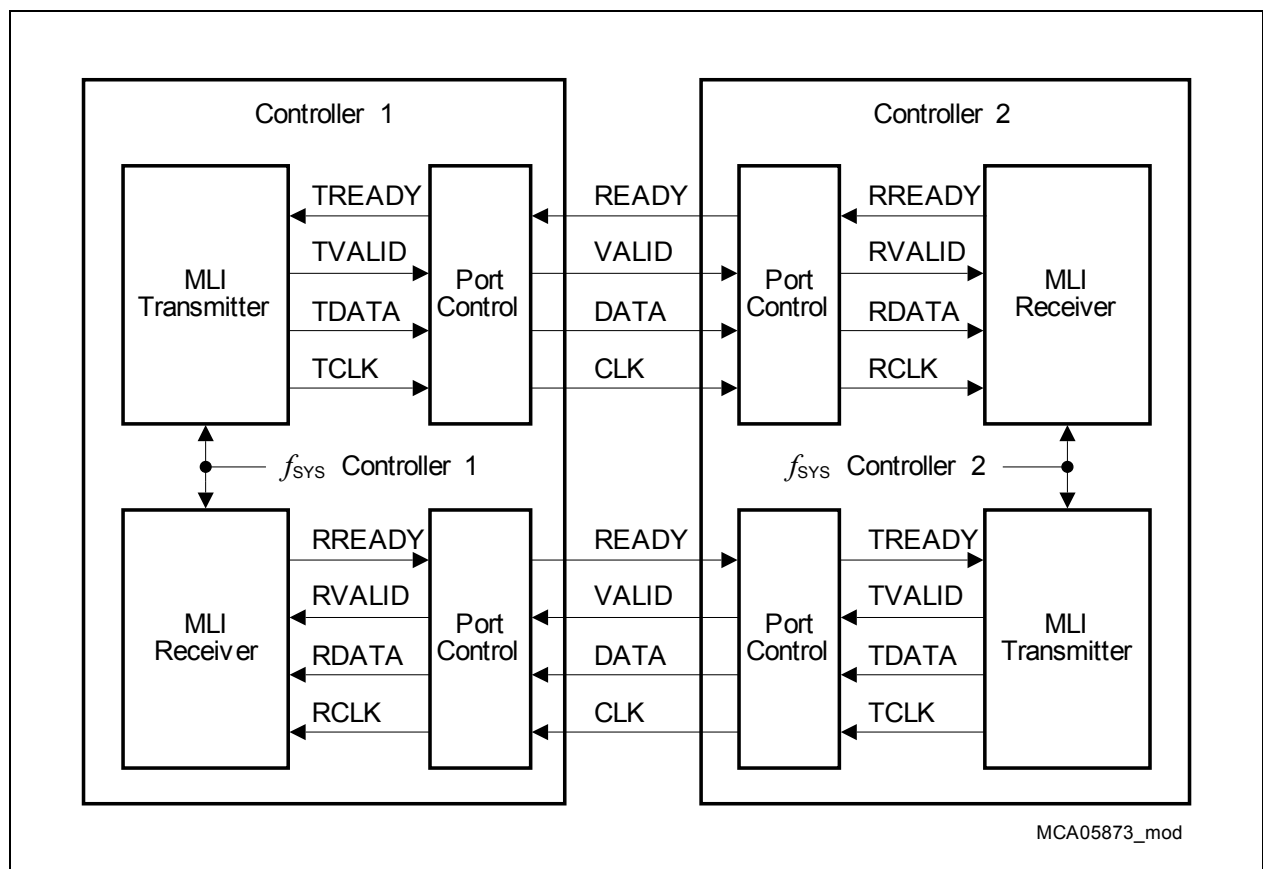 Controller 1
Controller 2
TREADY
READY
RREADY
TVALID
VALID
RVALID
MLI
Transmitter
Port
Control
Port
Control
MLI
Receiver
TDATA
DATA
RDATA
TCLK
CLK
RCLK
fSYS Controller 1
fSYS Controller 2
RREADY
READY
TREADY
RVALID
VALID
TVALID
MLI
Receiver
Port
Control
Port
Control
MLI
Transmitter
RDATA
DATA
TDATA
RCLK
CLK
TCLK
MCA05873_mod